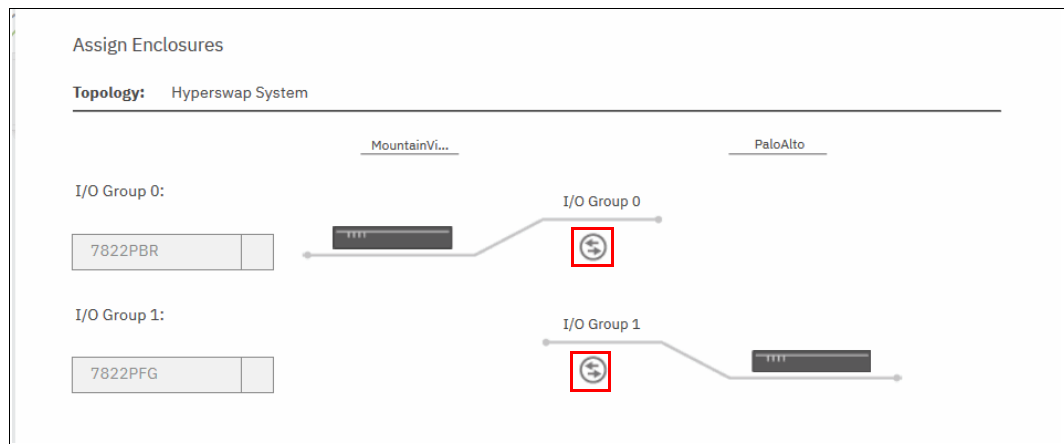 Assign Enclosures
Topology: Hyperswap System
MountainVi... PaloAlto
I/O Group 0:
I/O Group 0
7822PBR
I/O Group 1:
I/O Group 1
7822PFG